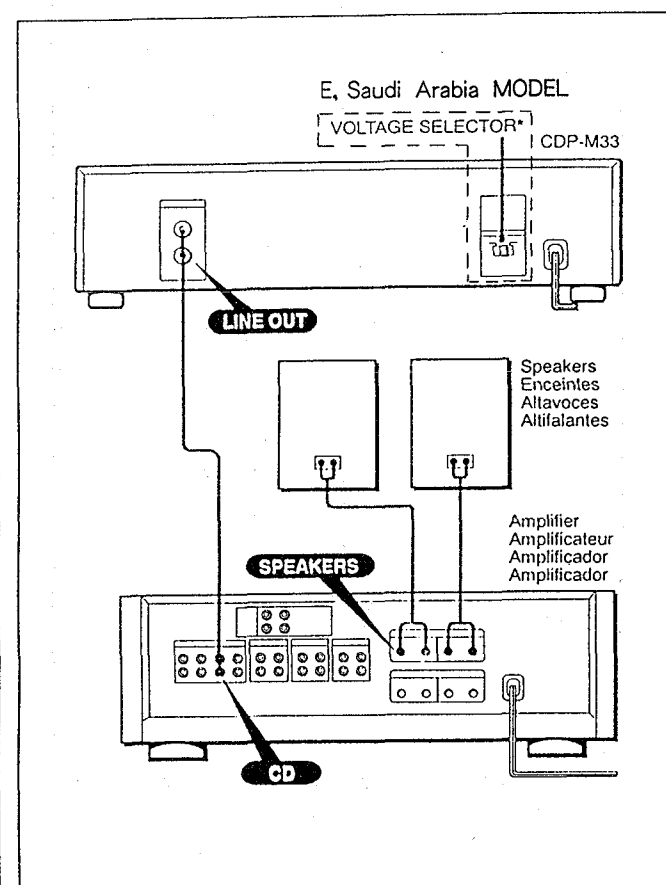 E, Saudi Arabia MODEL
VOLTAGE SELECTOR*
CDP-M33
LINE OUT
Speakers
Enceintes
Altavoces
Altifalantes
Amplifier
Amplificateur
Amplificador
Amplificador
SPEAKERS
CD